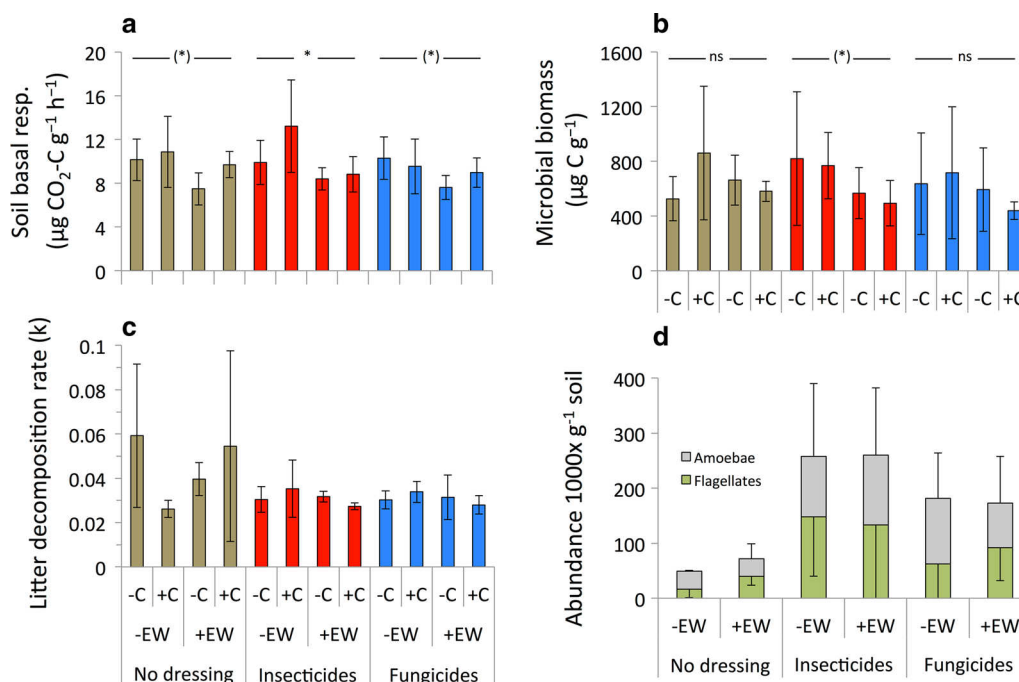 a
20
16
12
8
4
0
Soil basal resp.
(µg CO₂-C g⁻¹ h⁻¹)
(*)
*
(*)
b
1600
1200
800
400
0
Microbial biomass
(µg C g⁻¹)
ns
(*)
ns
-C +C -C +C -C +C -C +C -C +C -C +C
c
0.1
0.08
0.06
0.04
0.02
0
Litter decomposition rate (k)
-C +C -C +C -C +C -C +C -C +C -C +C
-EW +EW -EW +EW -EW +EW
No dressing Insecticides Fungicides
d
400
300
200
100
0
Abundance 1000x g⁻¹ soil
Amoebae
Flagellates
-EW +EW -EW +EW -EW +EW
No dressing Insecticides Fungicides